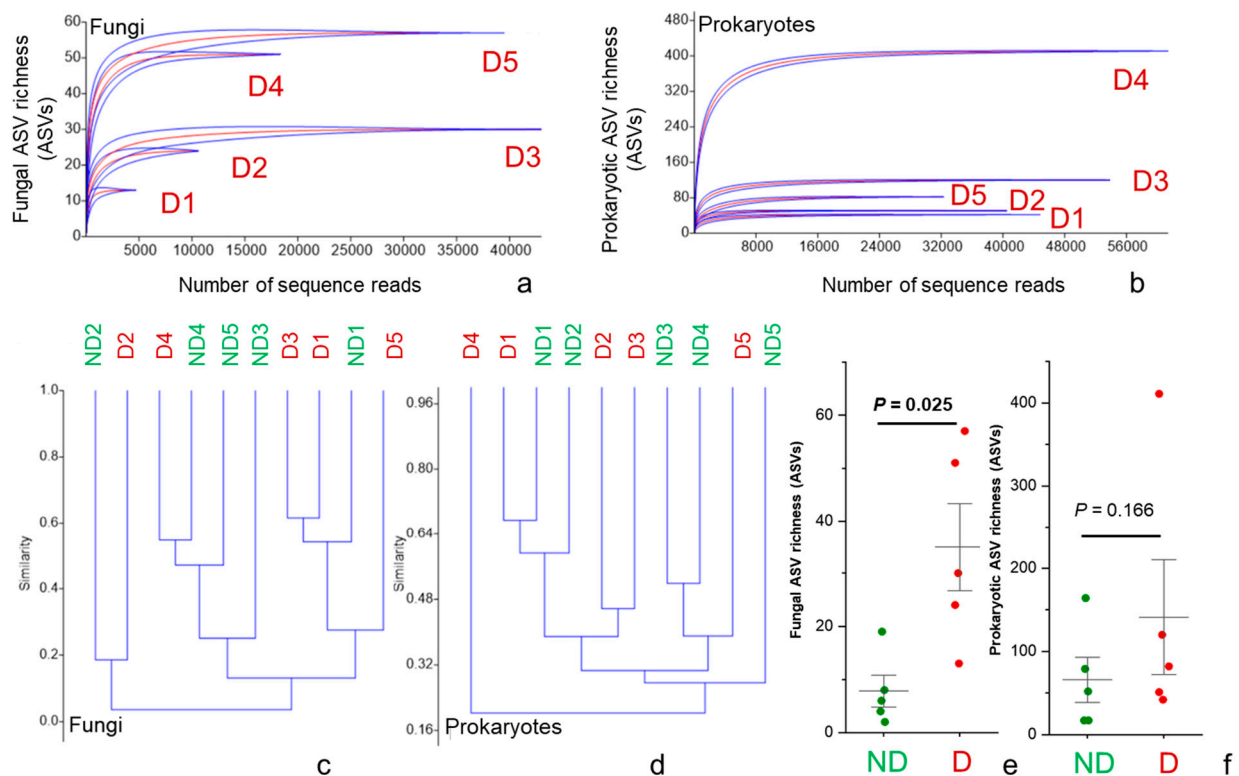 Fungi
Fungal ASV richness
(ASVs)
60
50
40
30
20
10
0
5000 10000 15000 20000 25000 30000 35000 40000
D5
D4
D3
D2
D1
Number of sequence reads
a
Prokaryotes
Prokaryotic ASV richness
(ASVs)
480
400
320
240
160
80
0
8000 16000 24000 32000 40000 48000 56000
D4
D3
D5
D2
D1
Number of sequence reads
b
ND2 D2 D4 ND4 ND5 ND3 D3 D1 ND1 D5
Similarity
1.0
0.8
0.6
0.4
0.2
0.0
Fungi
c
D4 D1 ND1 ND2 D2 D3 ND3 ND4 D5 ND5
Similarity
0.96
0.80
0.64
0.48
0.32
0.16
Prokaryotes
d
Fungal ASV richness (ASVs)
60
40
20
0
P = 0.025
ND D
e
Prokaryotic ASV richness (ASVs)
400
350
300
250
200
150
100
50
0
P = 0.166
ND D
f